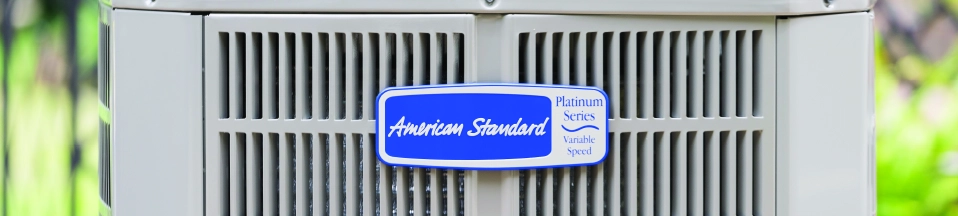 American Standard
Platinum
Series
Variable
Speed